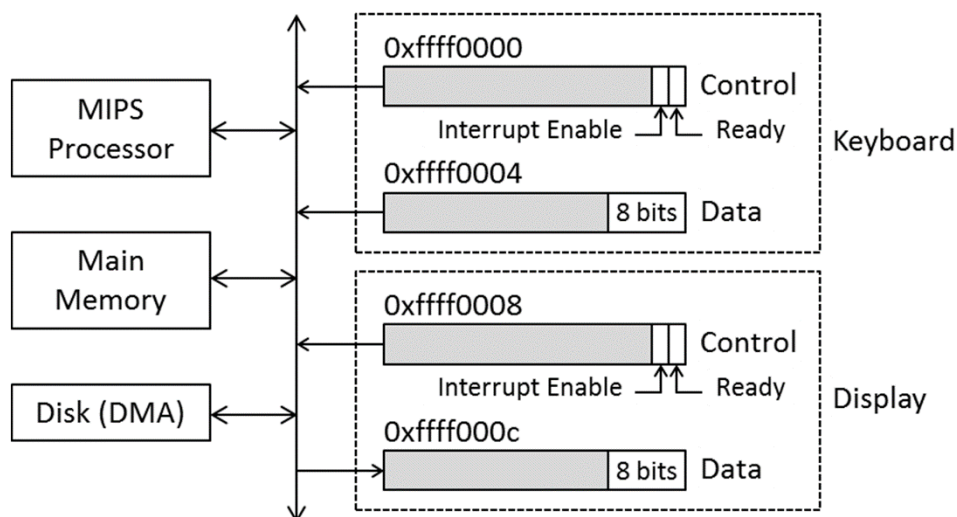 MIPS
Processor
Main
Memory
Disk (DMA)
0xffff0000
Control
Interrupt Enable
Ready
0xffff0004
8 bits
Data
Keyboard
0xffff0008
Control
Interrupt Enable
Ready
0xffff000c
8 bits
Data
Display